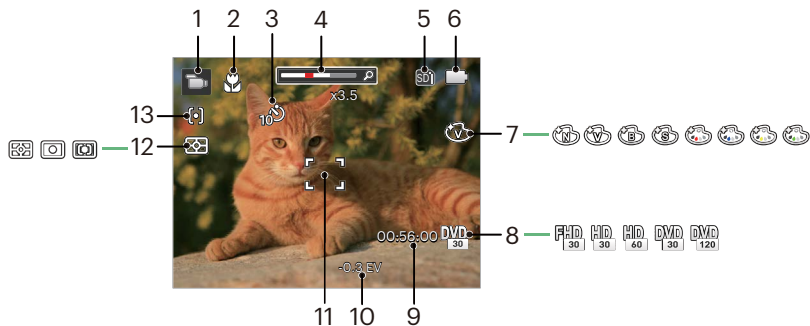 1 2 3 4 5 6
SD
x3.5
10
13
V
7 N V B S
12
00:56:00
DVD
30
8
FHD 30 HD 30 HD 60 DVD 30 DVD 120
-0.3 EV
11 10 9